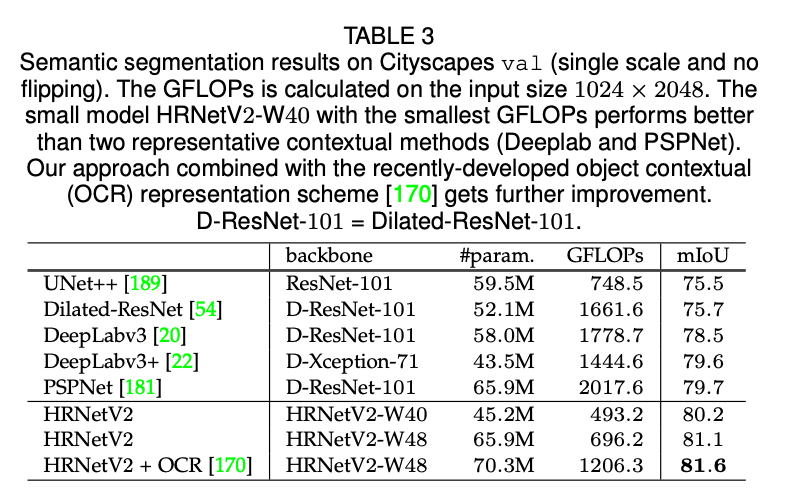 TABLE 3
Semantic segmentation results on Cityscapes val (single scale and no
flipping). The GFLOPs is calculated on the input size 1024 × 2048. The
small model HRNetV2-W40 with the smallest GFLOPs performs better
than two representative contextual methods (Deeplab and PSPNet).
Our approach combined with the recently-developed object contextual
(OCR) representation scheme [170] gets further improvement.
D-ResNet-101 = Dilated-ResNet-101.
backbone #param. GFLOPs mIoU
UNet++ [189] ResNet-101 59.5M 748.5 75.5
Dilated-ResNet [54] D-ResNet-101 52.1M 1661.6 75.7
DeepLabv3 [20] D-ResNet-101 58.0M 1778.7 78.5
DeepLabv3+ [22] D-Xception-71 43.5M 1444.6 79.6
PSPNet [181] D-ResNet-101 65.9M 2017.6 79.7
HRNetV2 HRNetV2-W40 45.2M 493.2 80.2
HRNetV2 HRNetV2-W48 65.9M 696.2 81.1
HRNetV2 + OCR [170] HRNetV2-W48 70.3M 1206.3 81.6